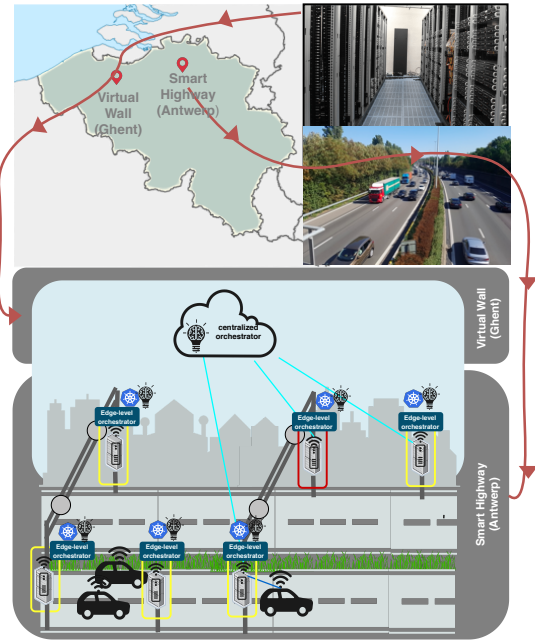 Smart
Highway
(Antwerp)
Virtual
Wall
(Ghent)
Virtual Wall
(Ghent)
centralized
orchestrator
Edge-level
orchestrator
Edge-level
orchestrator
Edge-level
orchestrator
Smart Highway
(Antwerp)
Edge-level
orchestrator
Edge-level
orchestrator
Edge-level
orchestrator